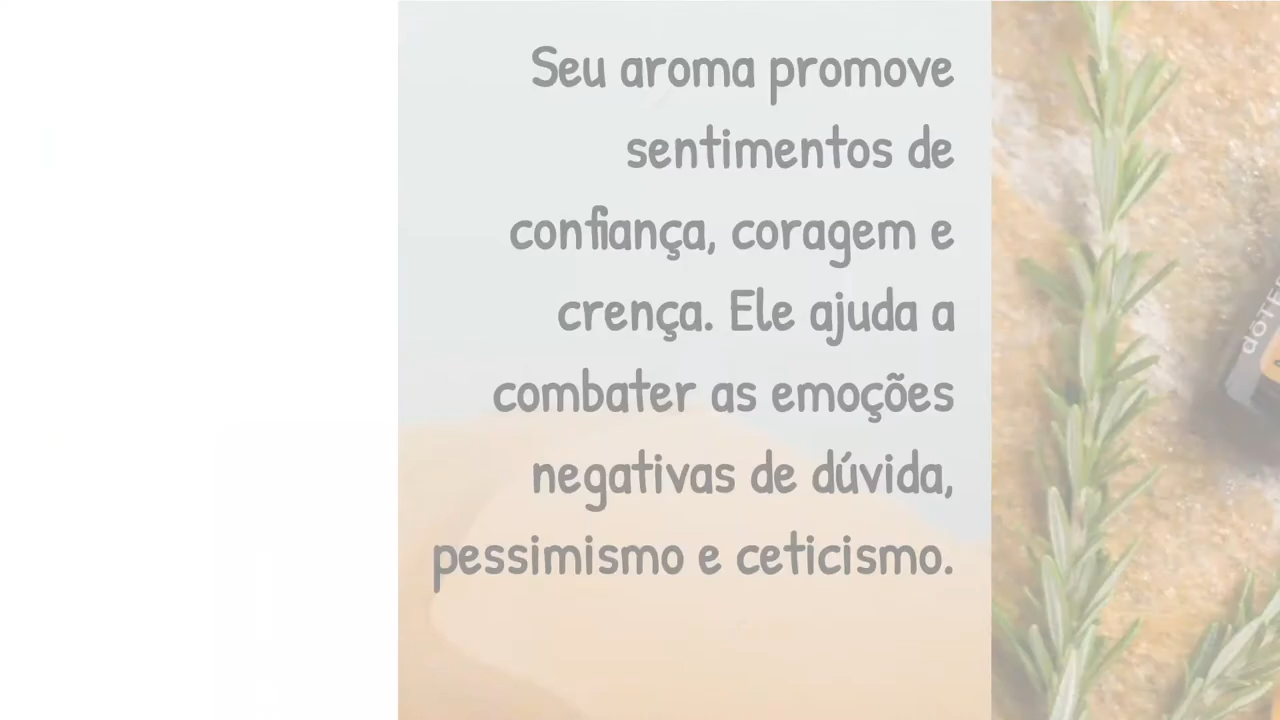 Seu aroma promove
sentimentos de
confiança, coragem e
crença. Ele ajuda a
combater as emoções
negativas de dúvida,
pessimismo e ceticismo.